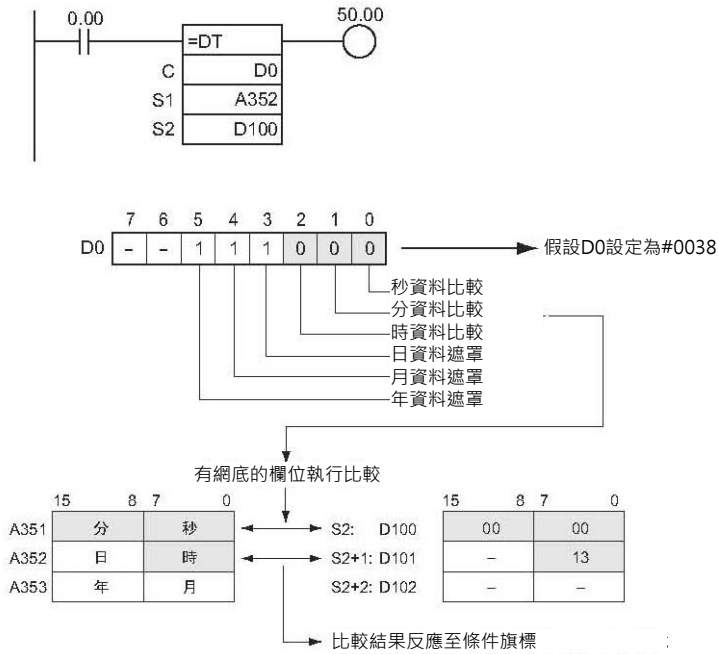 0.00 50.00
=DT
C D0
S1 A352
S2 D100
7 6 5 4 3 2 1 0
D0 – – 1 1 1 0 0 0 假設D0設定為#0038
秒資料比較
分資料比較
時資料比較
日資料遮罩
月資料遮罩
年資料遮罩
有網底的欄位執行比較
15 8 7 0 15 8 7 0
A351 分 秒 S2: D100 00 00
A352 日 時 S2+1: D101 – 13
A353 年 月 S2+2: D102 – –
比較結果反應至條件旗標